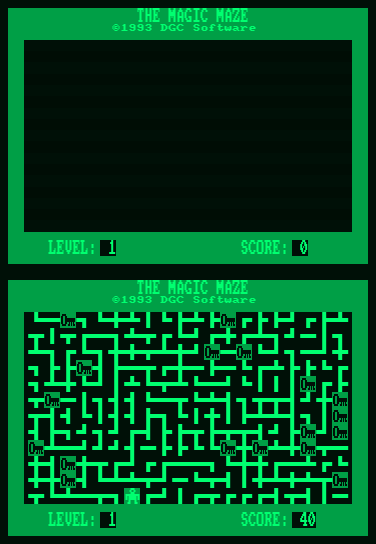 THE MAGIC MAZE
©1993 DGC Software
LEVEL: 1 SCORE: 0
THE MAGIC MAZE
©1993 DGC Software
LEVEL: 1 SCORE: 40